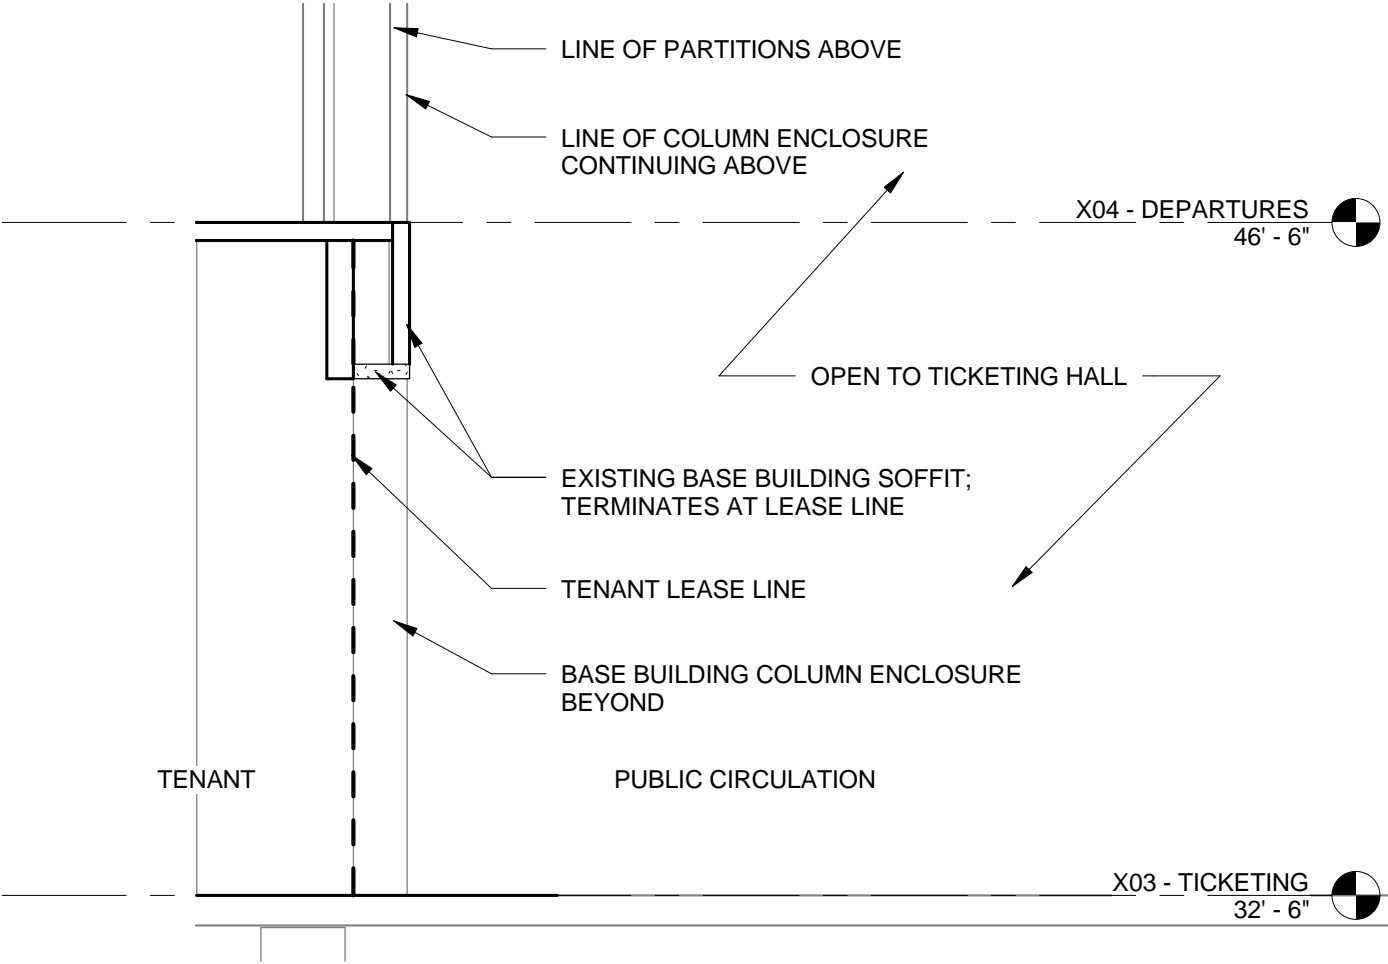 LINE OF PARTITIONS ABOVE
LINE OF COLUMN ENCLOSURE
CONTINUING ABOVE
X04 - DEPARTURES
46' - 6"
OPEN TO TICKETING HALL
EXISTING BASE BUILDING SOFFIT;
TERMINATES AT LEASE LINE
TENANT LEASE LINE
BASE BUILDING COLUMN ENCLOSURE
BEYOND
TENANT
PUBLIC CIRCULATION
X03 - TICKETING
32' - 6"